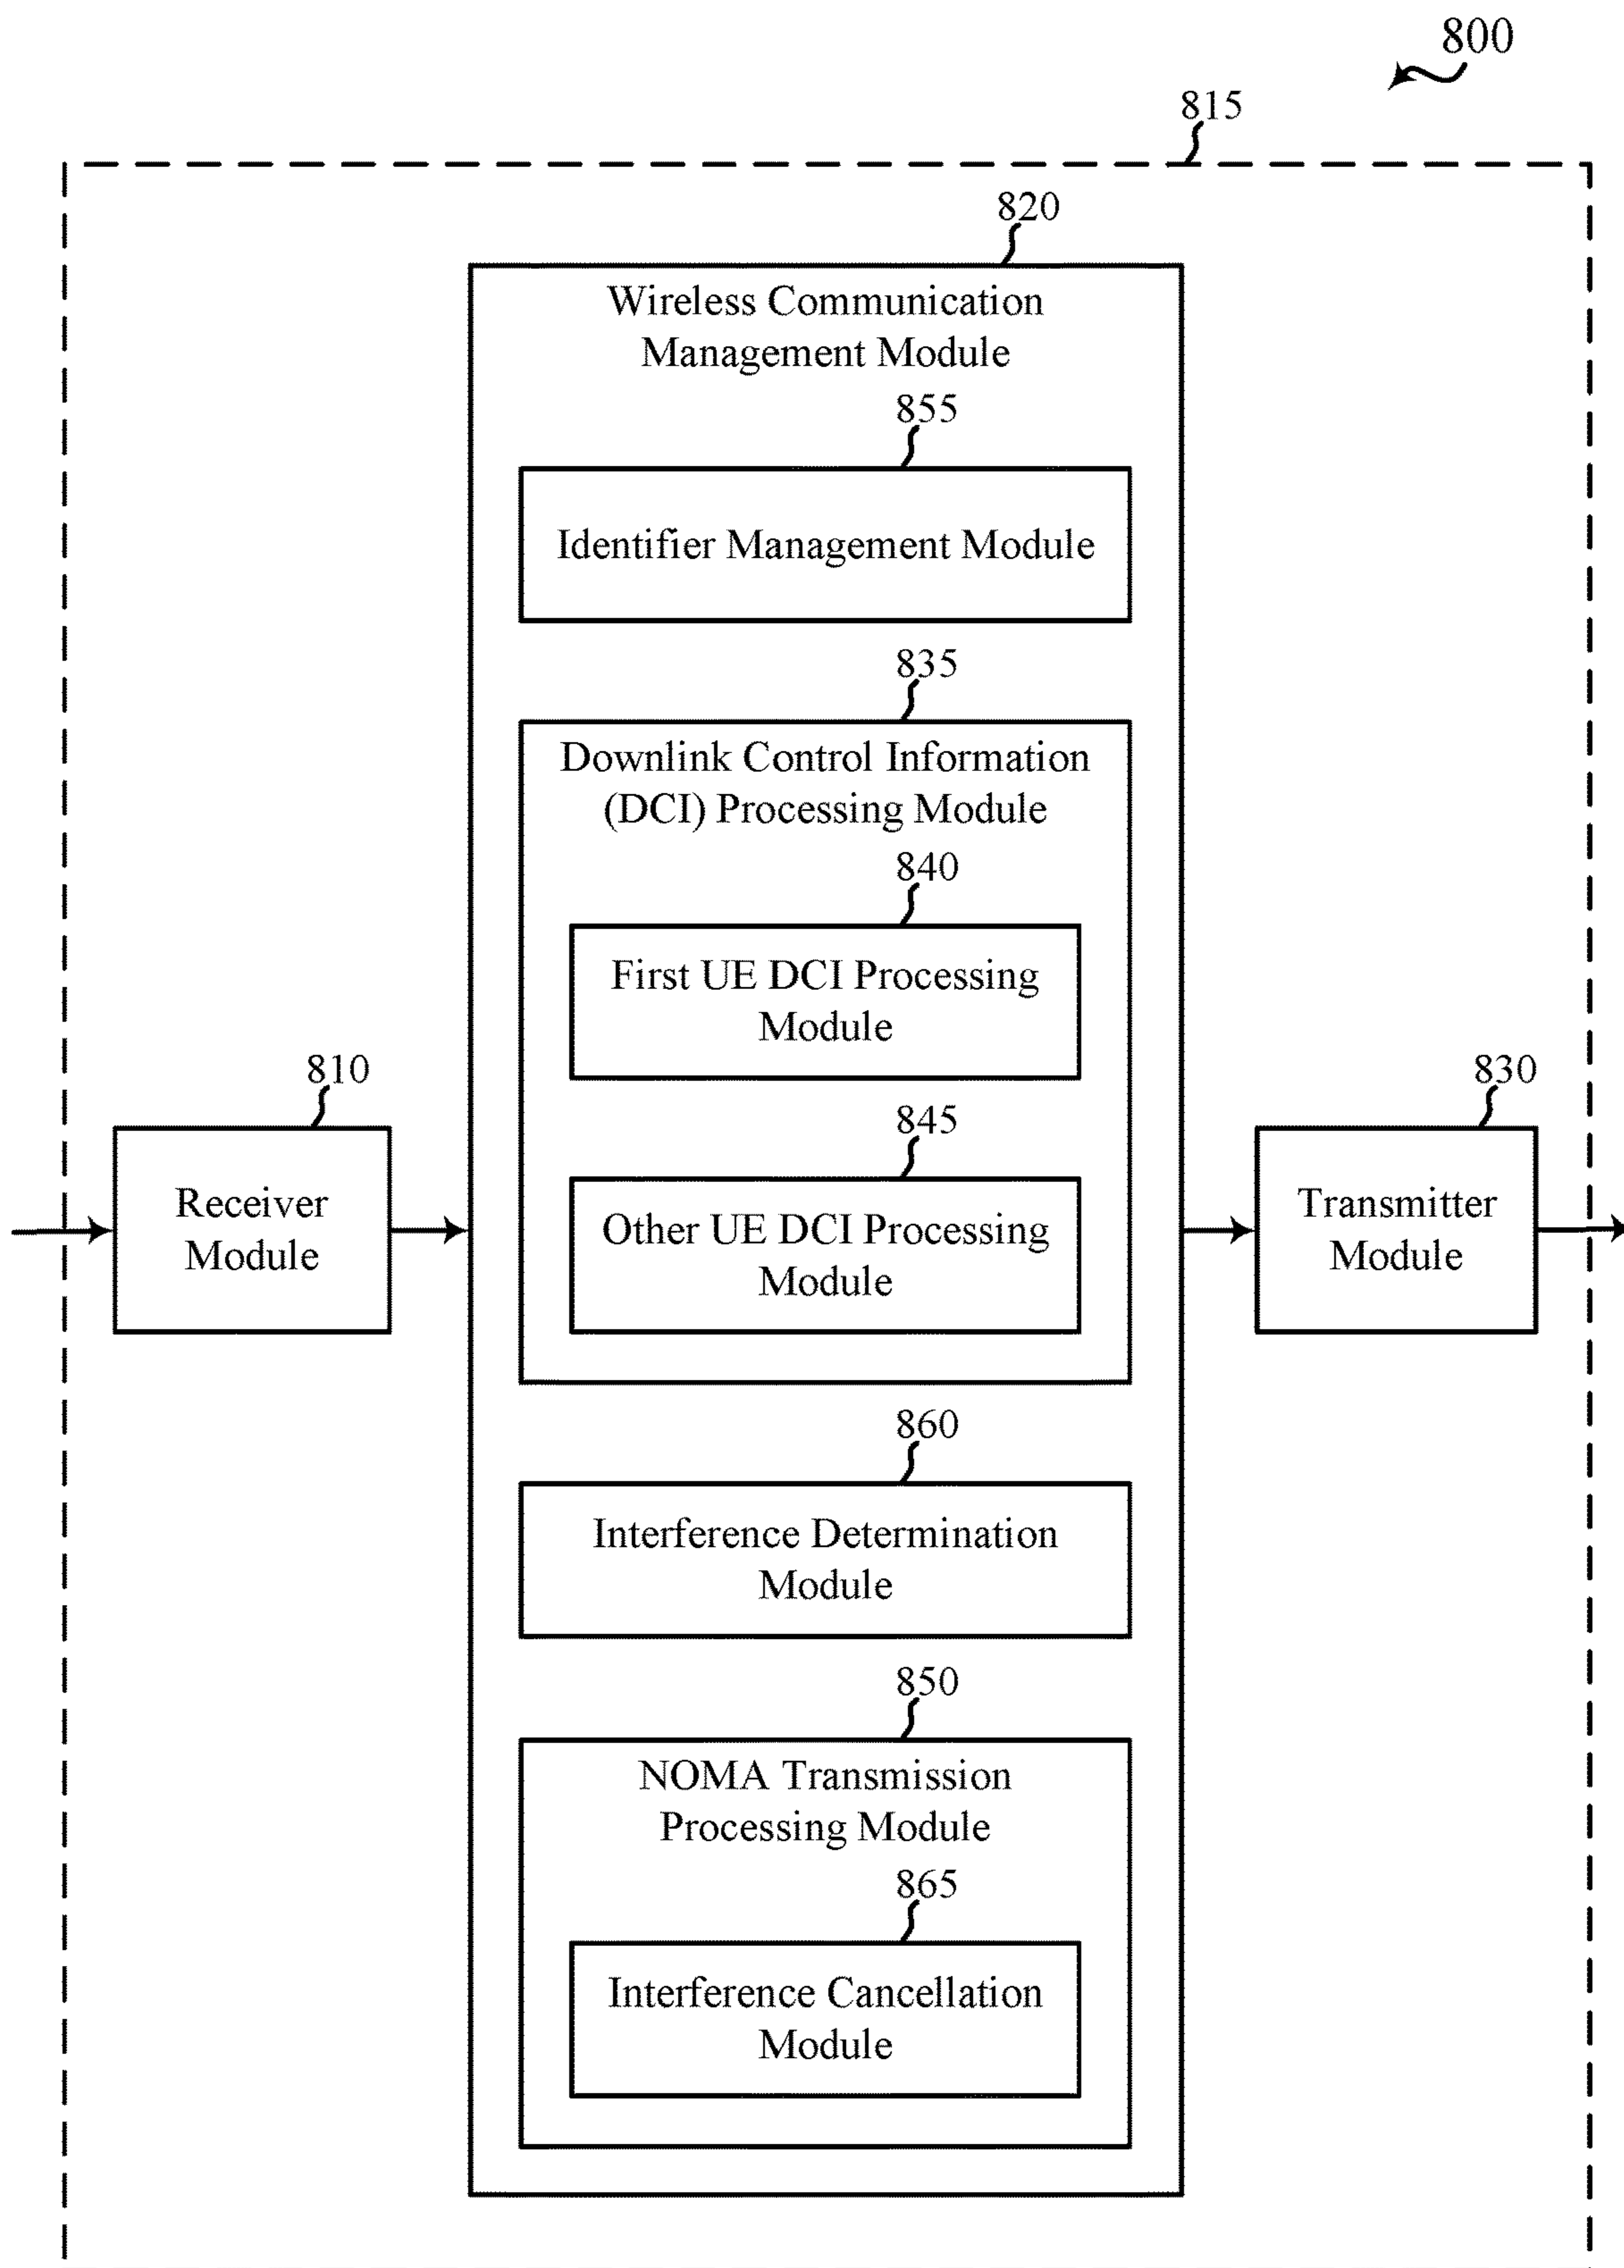 800
815
820
Wireless Communication
Management Module
855
Identifier Management Module
835
Downlink Control Information
(DCI) Processing Module
840
First UE DCI Processing
Module
810
Receiver
Module
845
Other UE DCI Processing
Module
830
Transmitter
Module
860
Interference Determination
Module
850
NOMA Transmission
Processing Module
865
Interference Cancellation
Module